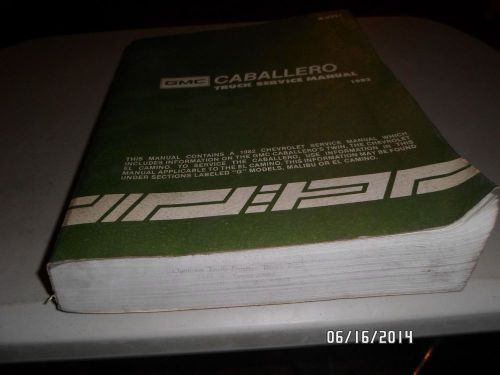 GMC CABALLERO
TRUCK SERVICE MANUAL 1982
THIS MANUAL CONTAINS A 1982 CHEVROLET SERVICE MANUAL WHICH
INCLUDES INFORMATION ON THE GMC CABALLERO'S TWIN, THE CHEVROLET
EL CAMINO. TO SERVICE THE CABALLERO, USE INFORMATION IN THIS
MANUAL APPLICABLE TO THE EL CAMINO. THIS INFORMATION MAY BE FOUND
UNDER SECTIONS LABELED "G" MODELS, MALIBU OR EL CAMINO.
06/16/2014